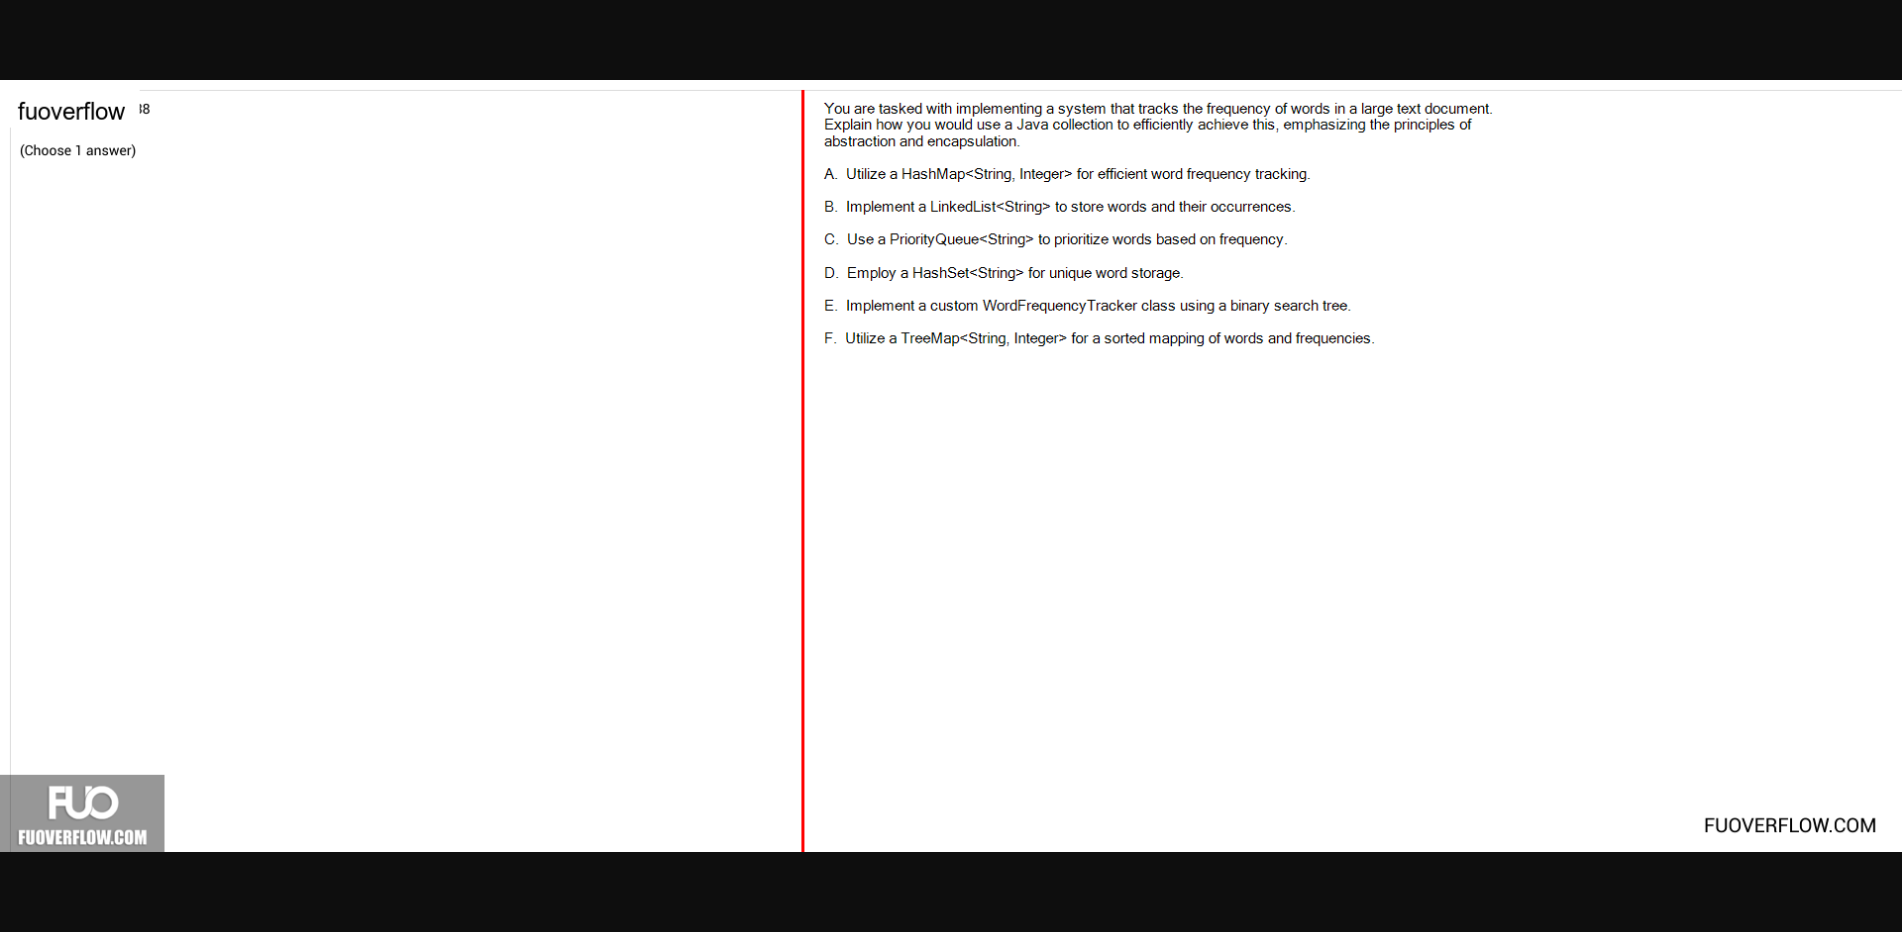 fuoverflow 38
(Choose 1 answer)
You are tasked with implementing a system that tracks the frequency of words in a large text document.
Explain how you would use a Java collection to efficiently achieve this, emphasizing the principles of
abstraction and encapsulation.
A. Utilize a HashMap<String, Integer> for efficient word frequency tracking.
B. Implement a LinkedList<String> to store words and their occurrences.
C. Use a PriorityQueue<String> to prioritize words based on frequency.
D. Employ a HashSet<String> for unique word storage.
E. Implement a custom WordFrequencyTracker class using a binary search tree.
F. Utilize a TreeMap<String, Integer> for a sorted mapping of words and frequencies.
FUO
FUOVERFLOW.COM
FUOVERFLOW.COM